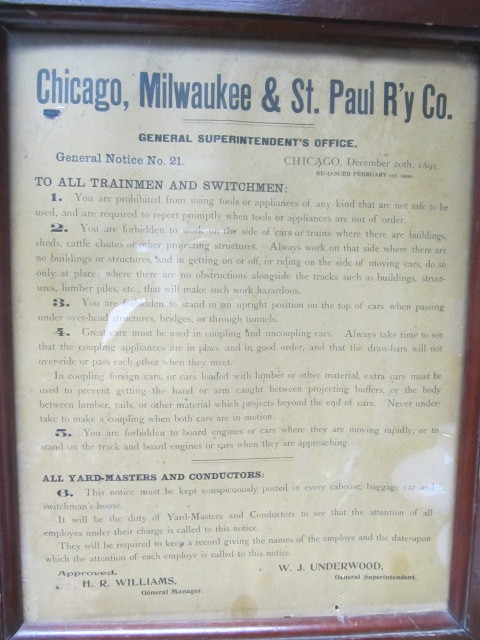 Chicago, Milwaukee & St. Paul R'y Co.
GENERAL SUPERINTENDENT'S OFFICE.
General Notice No. 21.
CHICAGO, December 20th, 1891.
RE-ISSUED FEBRUARY 1st, 1900.
TO ALL TRAINMEN AND SWITCHMEN:
1. You are prohibited from using tools or appliances of any kind that are not safe to be
used, and are required to report promptly when tools or appliances are out of order.
2. You are forbidden to work on the side of cars or trains where there are buildings,
sheds, cattle chutes or other projecting structures. Always work on that side where there are
no buildings or structures, and in getting on or off, or riding on the side of moving cars, do so
only at places where there are no obstructions alongside the tracks such as buildings, struct-
ures, lumber piles, etc., that will make such work hazardous.
3. You are forbidden to stand in an upright position on the top of cars when passing
under over-head structures, bridges, or through tunnels.
4. Great care must be used in coupling and uncoupling cars. Always take time to see
that the coupling appliances are in place and in good order, and that the draw-bars will not
over-ride or pass each other when they meet.
In coupling foreign cars, or cars loaded with lumber or other material, extra care must be
used to prevent getting the hand or arm caught between projecting buffers, or the body
between lumber, rails, or other material which projects beyond the end of cars. Never under-
take to make a coupling when both cars are in motion.
5. You are forbidden to board engines or cars where they are moving rapidly, or to
stand on the track and board engines or cars when they are approaching.
ALL YARD-MASTERS AND CONDUCTORS:
6. This notice must be kept conspicuously posted in every caboose, baggage car and
switchman's house.
It will be the duty of Yard-Masters and Conductors to see that the attention of all
employes under their charge is called to this notice.
They will be required to keep a record giving the names of the employe and the date upon
which the attention of each employe is called to this notice.
Approved,
H. R. WILLIAMS,
General Manager.
W. J. UNDERWOOD,
General Superintendent.